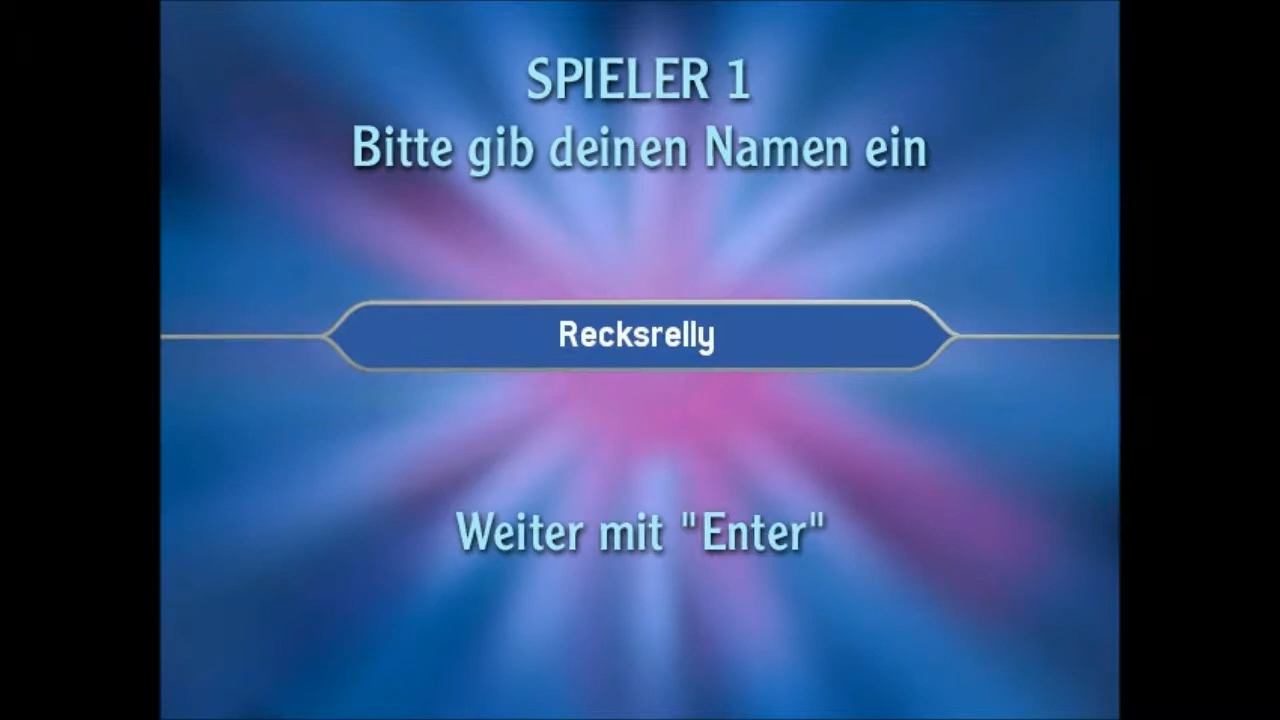 SPIELER 1
Bitte gib deinen Namen ein
Recksrelly
Weiter mit "Enter"